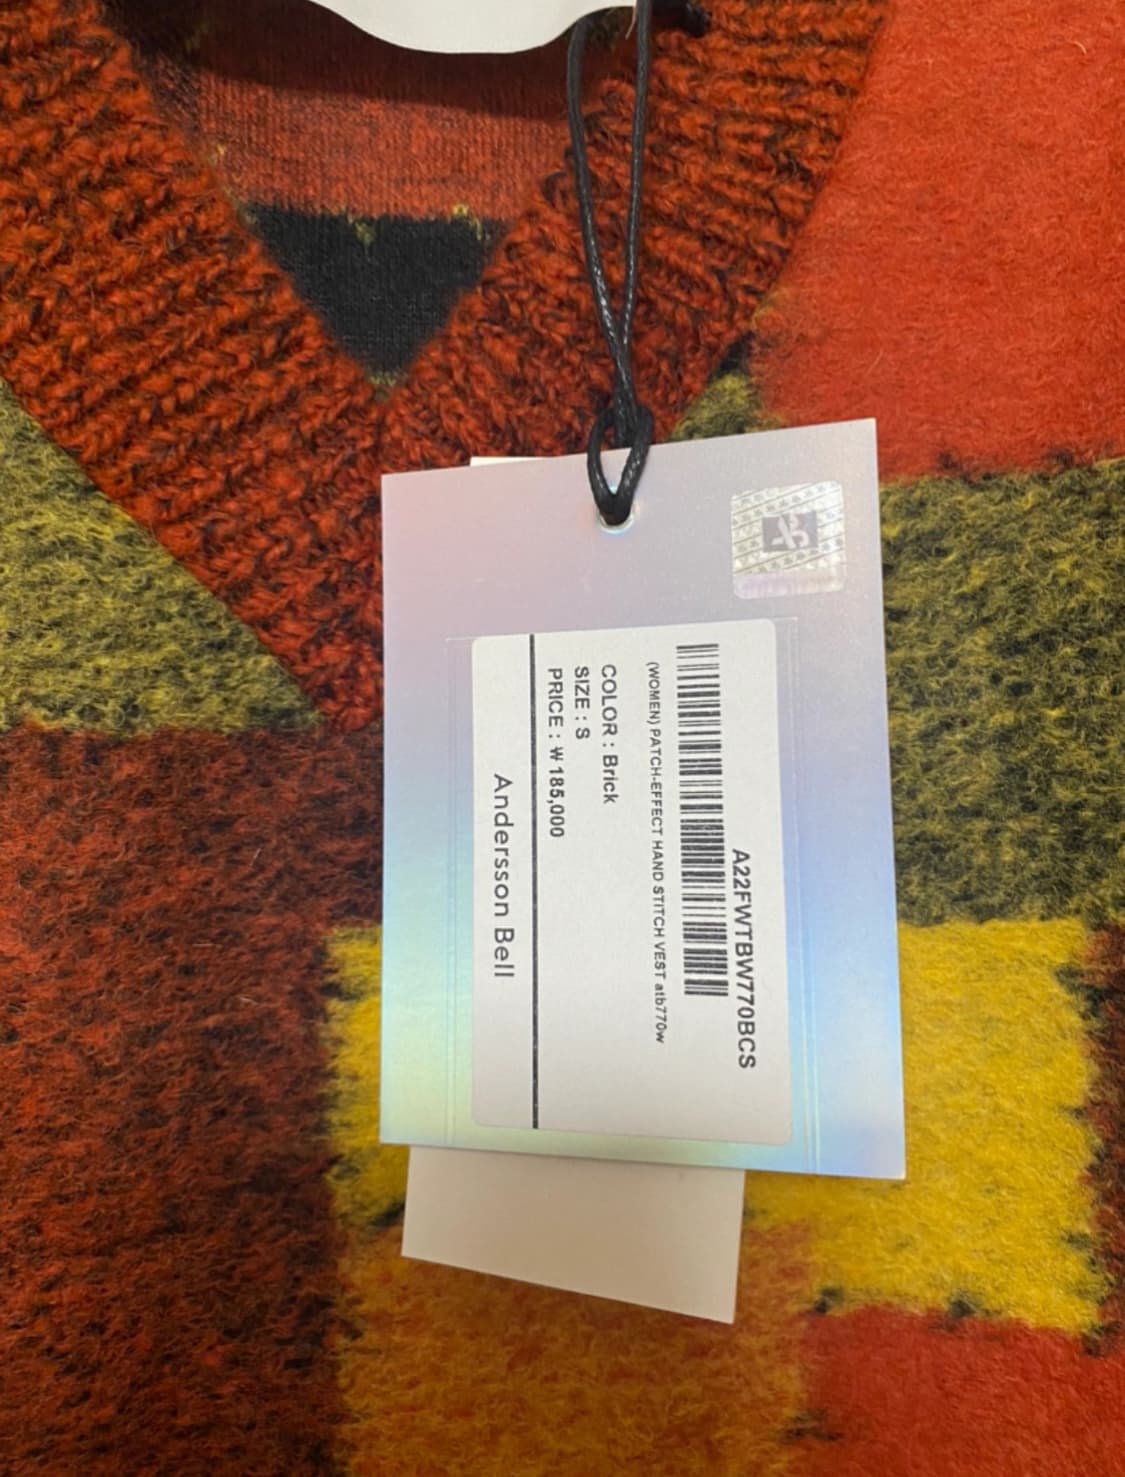 A22FWTBW770BCS
(WOMEN) PATCH-EFFECT HAND STITCH VEST atb770w
COLOR : Brick
SIZE : S
PRICE : ₩ 185,000
Andersson Bell